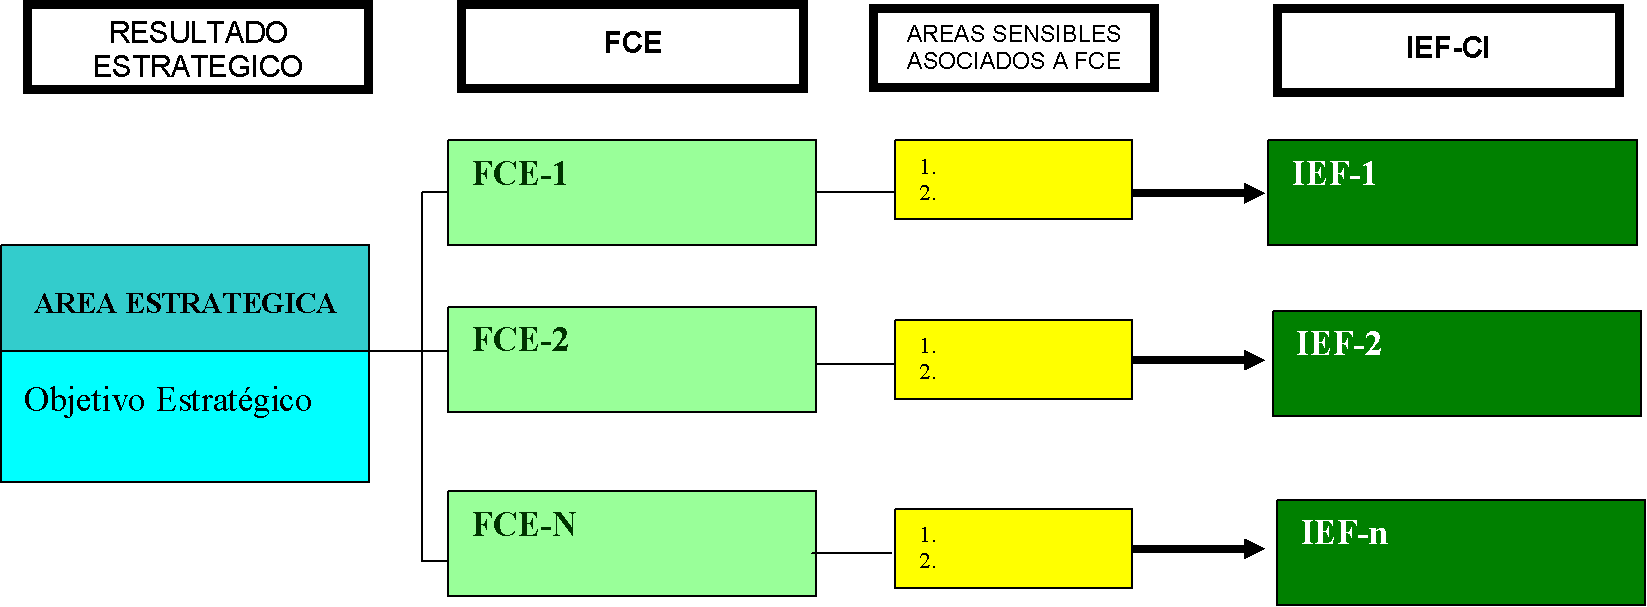 RESULTADO
ESTRATEGICO
FCE
AREAS SENSIBLES
ASOCIADOS A FCE
IEF-CI
FCE-1
1.
2.
IEF-1
AREA ESTRATEGICA
Objetivo Estratégico
FCE-2
1.
2.
IEF-2
FCE-N
1.
2.
IEF-n